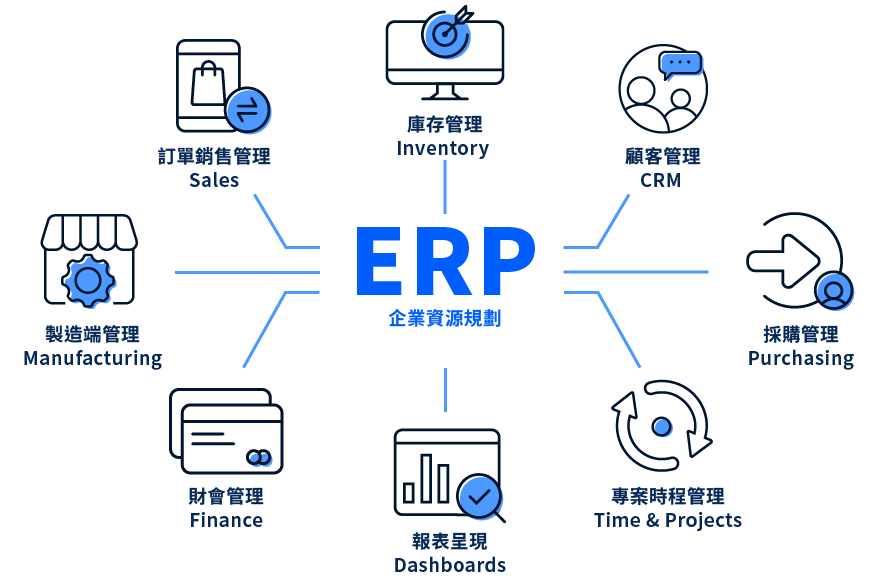 庫存管理
Inventory
訂單銷售管理
Sales
顧客管理
CRM
ERP
企業資源規劃
製造端管理
Manufacturing
採購管理
Purchasing
財會管理
Finance
專案時程管理
Time & Projects
報表呈現
Dashboards